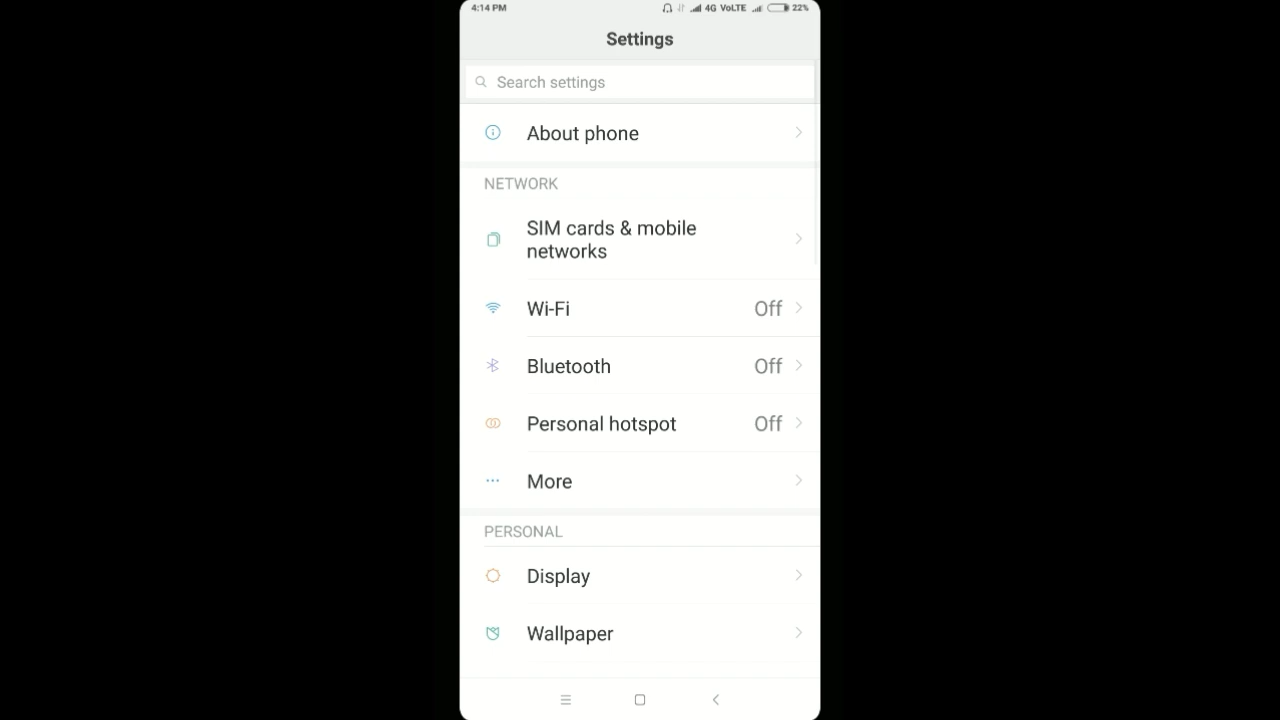 4:14 PM 4G VoLTE 22%
Settings
Search settings
About phone
NETWORK
SIM cards & mobile
networks
Wi-Fi Off
Bluetooth Off
Personal hotspot Off
More
PERSONAL
Display
Wallpaper